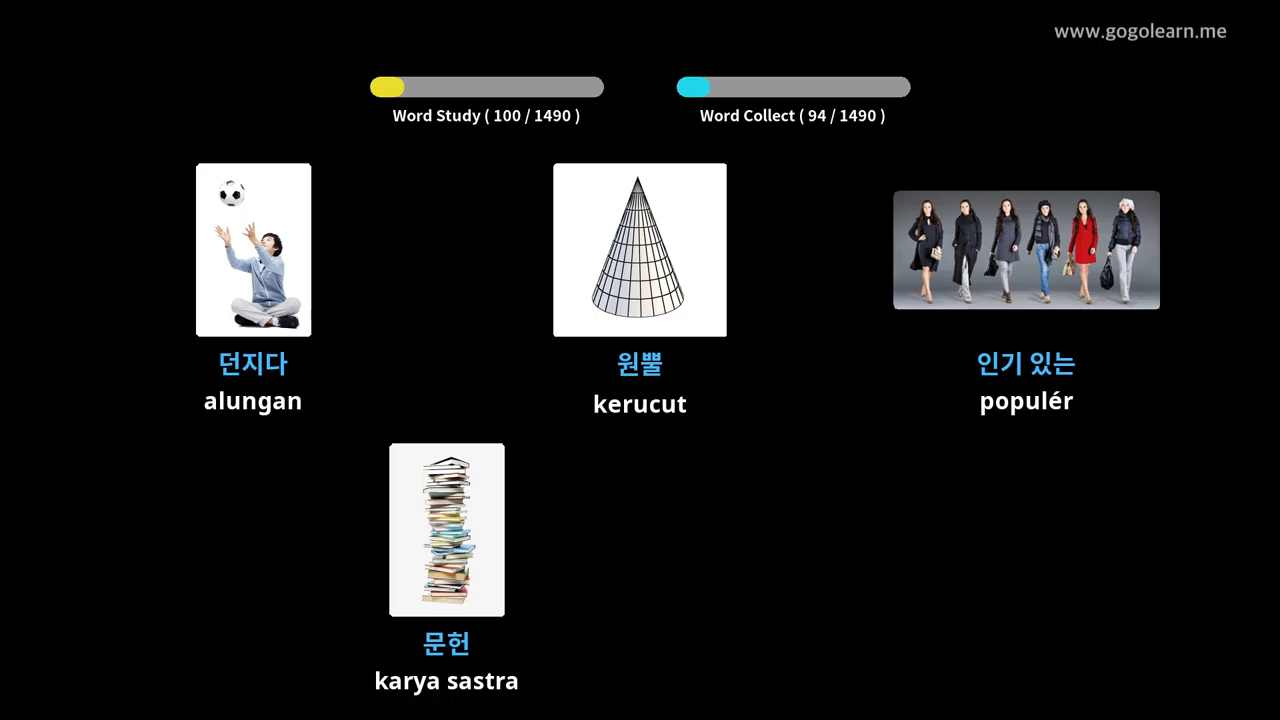 www.gogolearn.me
Word Study ( 100 / 1490 )
Word Collect ( 94 / 1490 )
던지다
alungan
원뿔
kerucut
인기 있는
populér
문헌
karya sastra